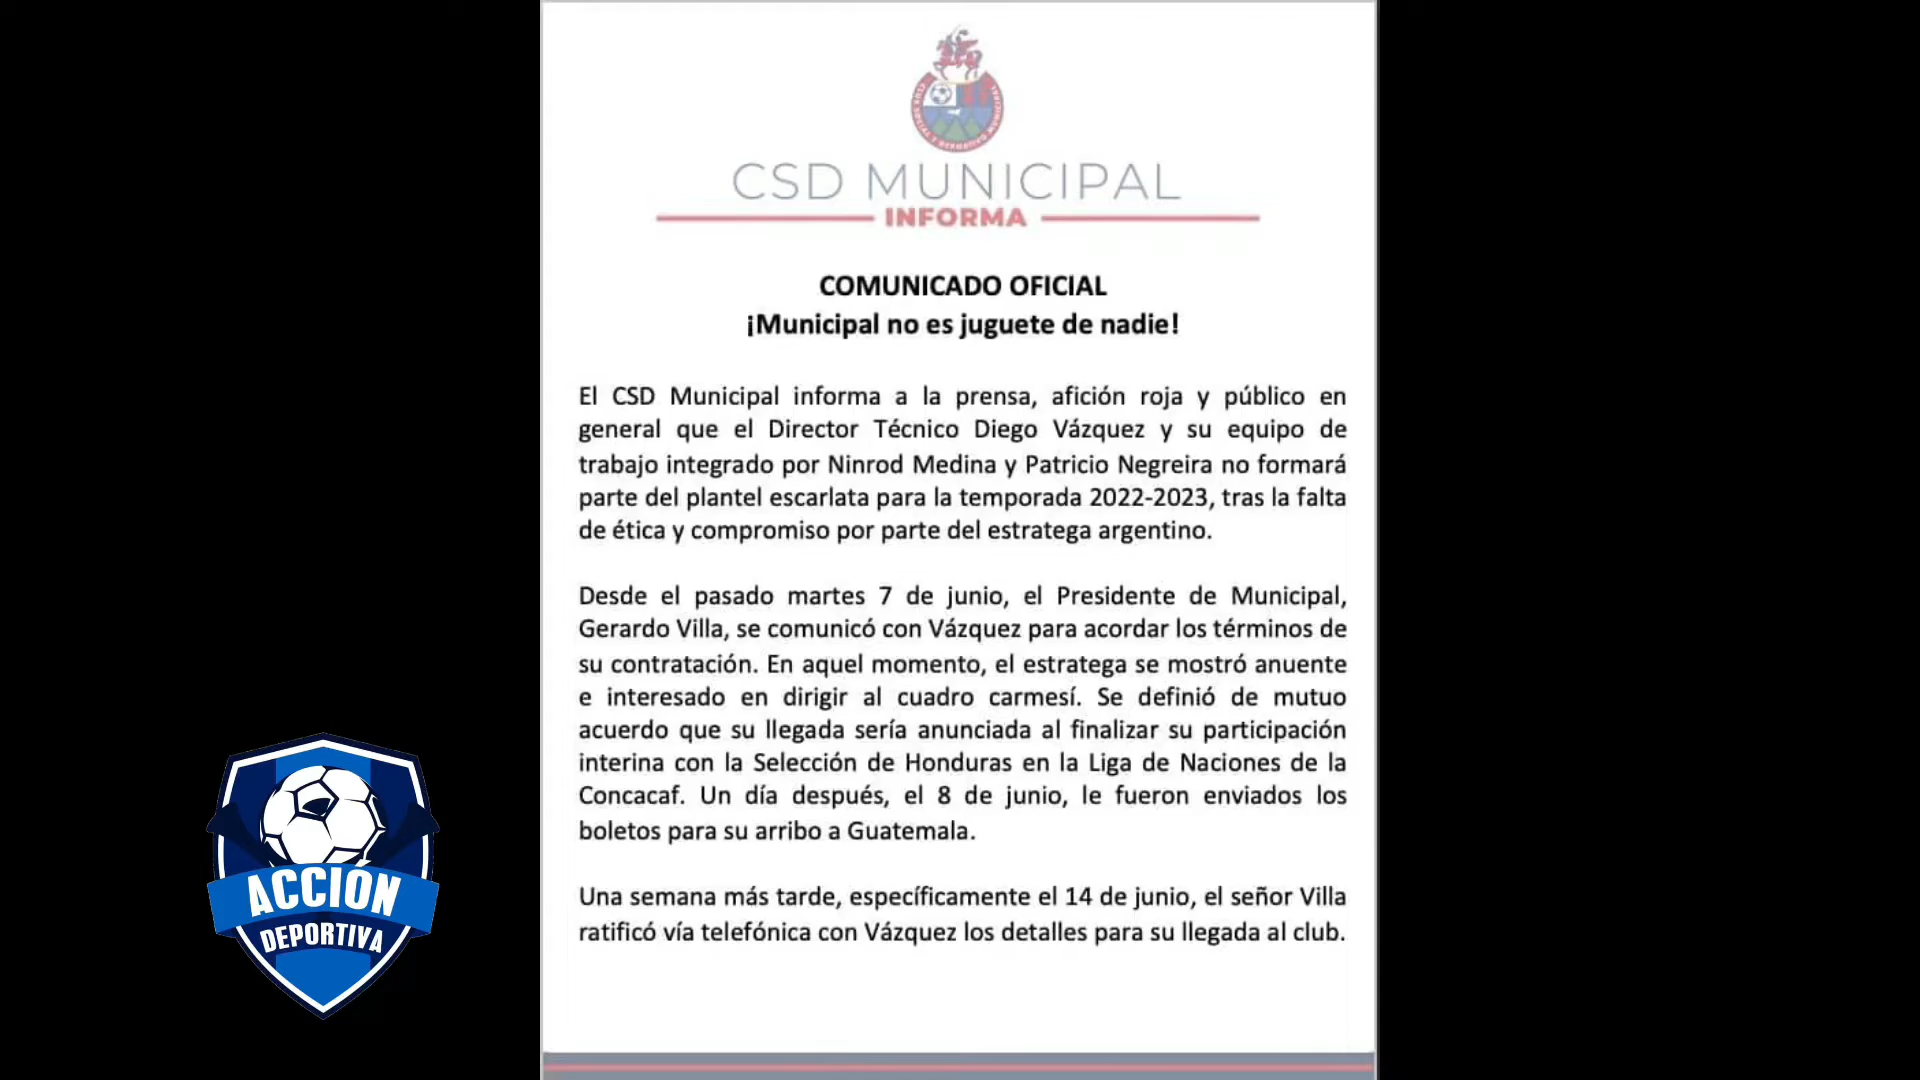 CSD MUNICIPAL
INFORMA
COMUNICADO OFICIAL
¡Municipal no es juguete de nadie!
El CSD Municipal informa a la prensa, afición roja y público en
general que el Director Técnico Diego Vázquez y su equipo de
trabajo integrado por Ninrod Medina y Patricio Negreira no formará
parte del plantel escarlata para la temporada 2022-2023, tras la falta
de ética y compromiso por parte del estratega argentino.
Desde el pasado martes 7 de junio, el Presidente de Municipal,
Gerardo Villa, se comunicó con Vázquez para acordar los términos de
su contratación. En aquel momento, el estratega se mostró anuente
e interesado en dirigir al cuadro carmesí. Se definió de mutuo
acuerdo que su llegada sería anunciada al finalizar su participación
interina con la Selección de Honduras en la Liga de Naciones de la
Concacaf. Un día después, el 8 de junio, le fueron enviados los
boletos para su arribo a Guatemala.
Una semana más tarde, específicamente el 14 de junio, el señor Villa
ratificó vía telefónica con Vázquez los detalles para su llegada al club.
ACCIÓN
DEPORTIVA